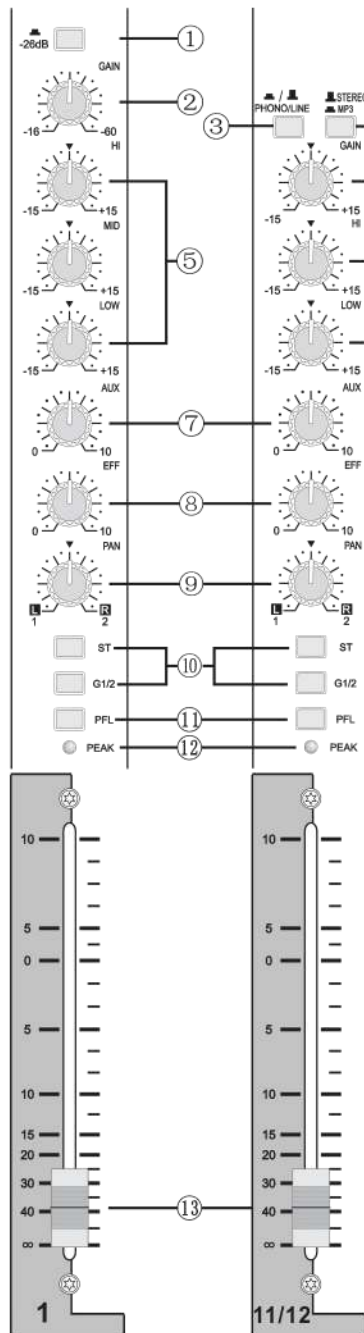 -26dB
①
GAIN
②
-16 -60
HI
-15 +15
MID
-15 +15
LOW
-15 +15
⑤
AUX
0 10
⑦
EFF
0 10
⑧
PAN
L R
1 2
⑨
ST
G1/2
⑩
PFL
⑪
PEAK
⑫
10
5
0
5
10
15
20
30
40
∞
⑬
1
/
PHONO/LINE
③
STEREO
MP3
GAIN
-15 +15
HI
-15 +15
LOW
-15 +15
AUX
0 10
EFF
0 10
PAN
L R
1 2
ST
G1/2
PFL
PEAK
10
5
0
5
10
15
20
30
40
∞
11/12